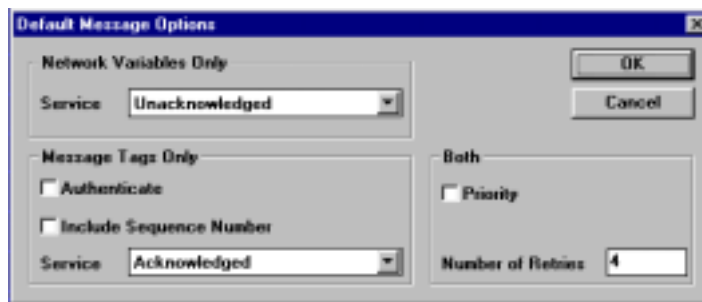 Default Message Options
Network Variables Only
Service Unacknowledged
OK
Cancel
Message Tags Only
Authenticate
Include Sequence Number
Service Acknowledged
Both
Priority
Number of Retries 4